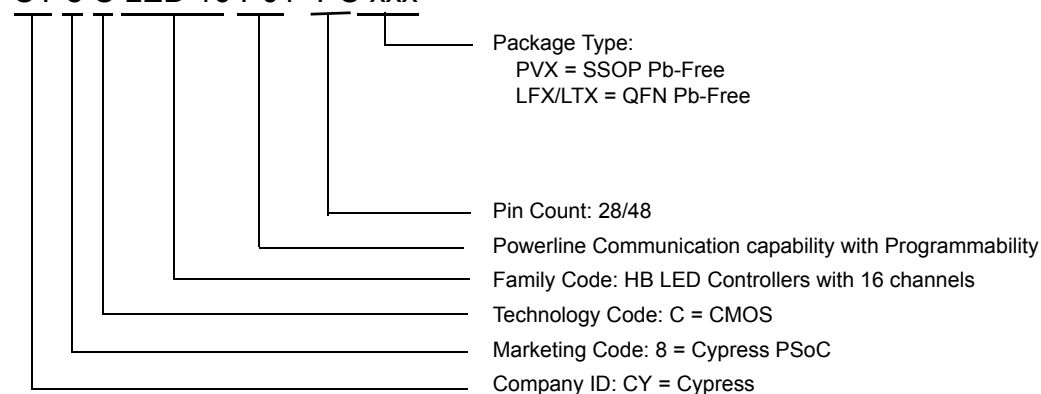 Package Type:
PVX = SSOP Pb-Free
LFX/LTX = QFN Pb-Free
Pin Count: 28/48
Powerline Communication capability with Programmability
Family Code: HB LED Controllers with 16 channels
Technology Code: C = CMOS
Marketing Code: 8 = Cypress PSoC
Company ID: CY = Cypress